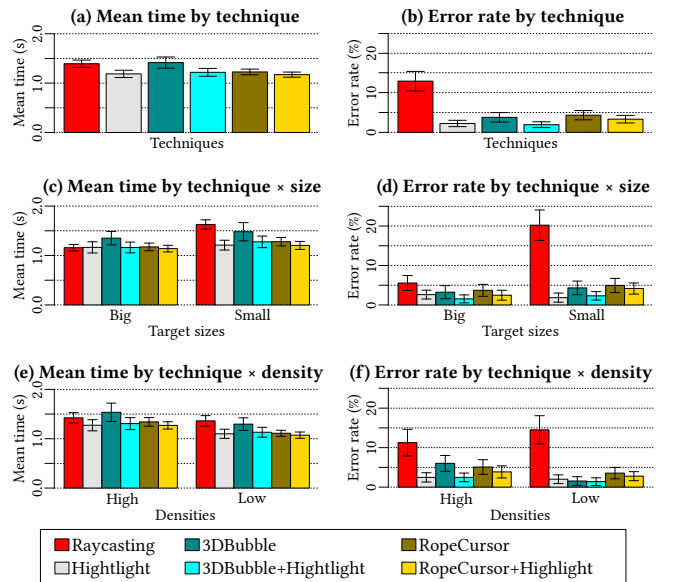 (a) Mean time by technique
(b) Error rate by technique
Mean time (s)
0.0 1.0 2.0
Techniques
Error rate (%)
0 10 20
Techniques
(c) Mean time by technique × size
(d) Error rate by technique × size
Mean time (s)
0.0 1.0 2.0
Big Small
Target sizes
Error rate (%)
0 10 20
Big Small
Target sizes
(e) Mean time by technique × density
(f) Error rate by technique × density
Mean time (s)
0.0 1.0 2.0
High Low
Densities
Error rate (%)
0 10 20
High Low
Densities
Raycasting 3DBubble RopeCursor
Hightlight 3DBubble+Hightlight RopeCursor+Highlight